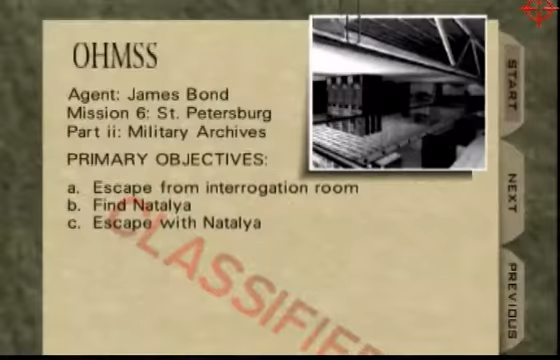 OHMSS
Agent: James Bond
Mission 6: St. Petersburg
Part ii: Military Archives
PRIMARY OBJECTIVES:
a. Escape from interrogation room
b. Find Natalya
c. Escape with Natalya
CLASSIFIE
START
NEXT
PREVIOUS